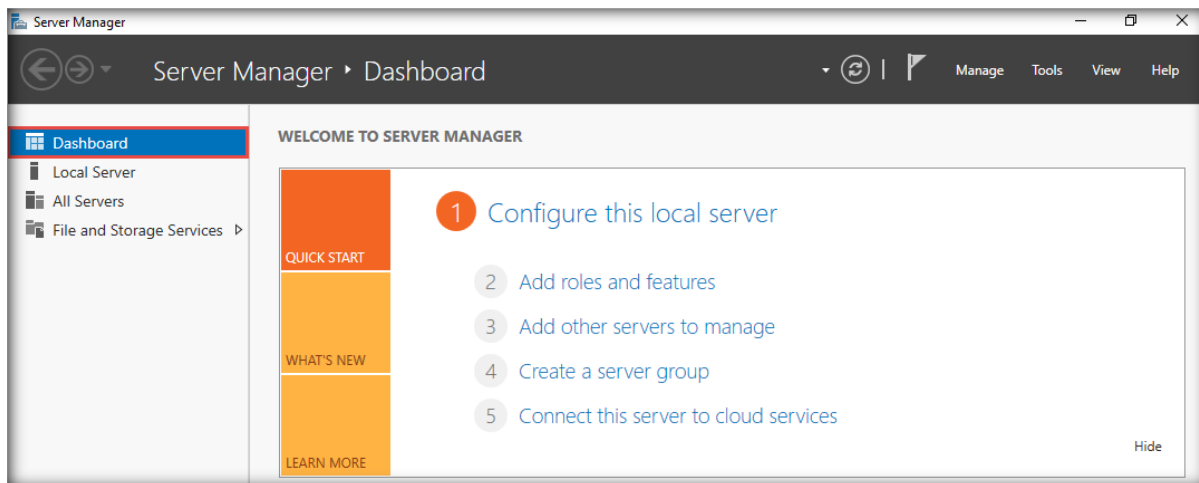 Server Manager
Server Manager ‣ Dashboard
Manage Tools View Help
Dashboard
Local Server
All Servers
File and Storage Services
WELCOME TO SERVER MANAGER
QUICK START
WHAT'S NEW
LEARN MORE
1 Configure this local server
2 Add roles and features
3 Add other servers to manage
4 Create a server group
5 Connect this server to cloud services
Hide